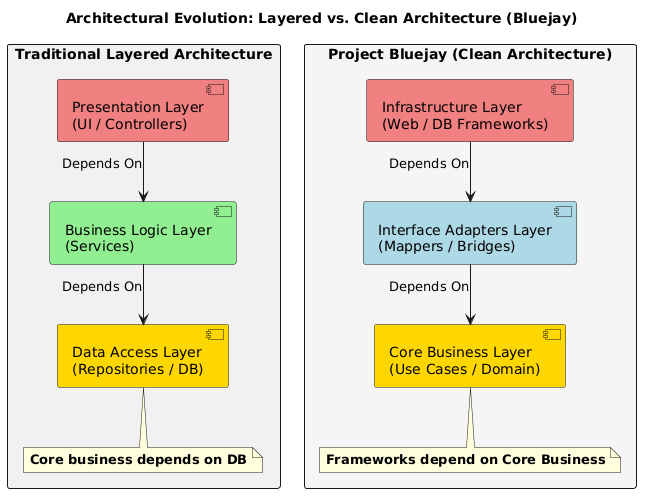 Architectural Evolution: Layered vs. Clean Architecture (Bluejay)
Traditional Layered Architecture
Presentation Layer
(UI / Controllers)
Depends On
Business Logic Layer
(Services)
Depends On
Data Access Layer
(Repositories / DB)
Core business depends on DB
Project Bluejay (Clean Architecture)
Infrastructure Layer
(Web / DB Frameworks)
Depends On
Interface Adapters Layer
(Mappers / Bridges)
Depends On
Core Business Layer
(Use Cases / Domain)
Frameworks depend on Core Business